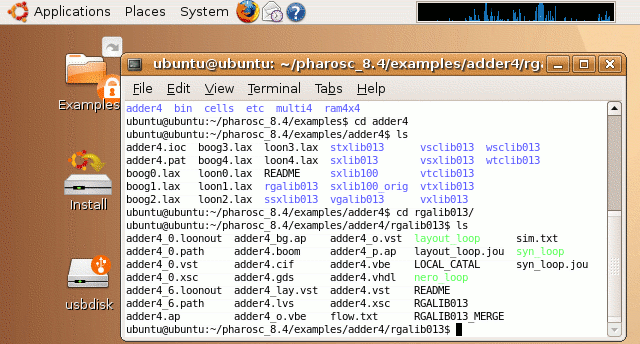 Applications Places System
Examples
Install
usbdisk
ubuntu@ubuntu: ~/pharosc_8.4/examples/adder4/rga
File Edit View Terminal Tabs Help
adder4 bin cells etc multi4 ram4x4
ubuntu@ubuntu:~/pharosc_8.4/examples$ cd adder4
ubuntu@ubuntu:~/pharosc_8.4/examples/adder4$ ls
adder4.ioc boog3.lax loon3.lax stxlib013 vsclib013 wsclib013
adder4.pat boog4.lax loon4.lax sxlib013 vsxlib013 wtclib013
boog0.lax loon0.lax README sxlib100 vtclib013
boog1.lax loon1.lax rgalib013 sxlib100_orig vtxlib013
boog2.lax loon2.lax ssxlib013 vgalib013 vxlib013
ubuntu@ubuntu:~/pharosc_8.4/examples/adder4$ cd rgalib013/
ubuntu@ubuntu:~/pharosc_8.4/examples/adder4/rgalib013$ ls
adder4_0.loonout adder4_bg.ap adder4_o.vst layout_loop sim.txt
adder4_0.path adder4.boom adder4_p.ap layout_loop.jou syn_loop
adder4_0.vst adder4.cif adder4.vbe LOCAL_CATAL syn_loop.jou
adder4_0.xsc adder4.gds adder4.vhdl nero_loop
adder4_6.loonout adder4_lay.vst adder4.vst README
adder4_6.path adder4.lvs adder4.xsc RGALIB013
adder4.ap adder4_o.vbe flow.txt RGALIB013_MERGE
ubuntu@ubuntu:~/pharosc_8.4/examples/adder4/rgalib013$